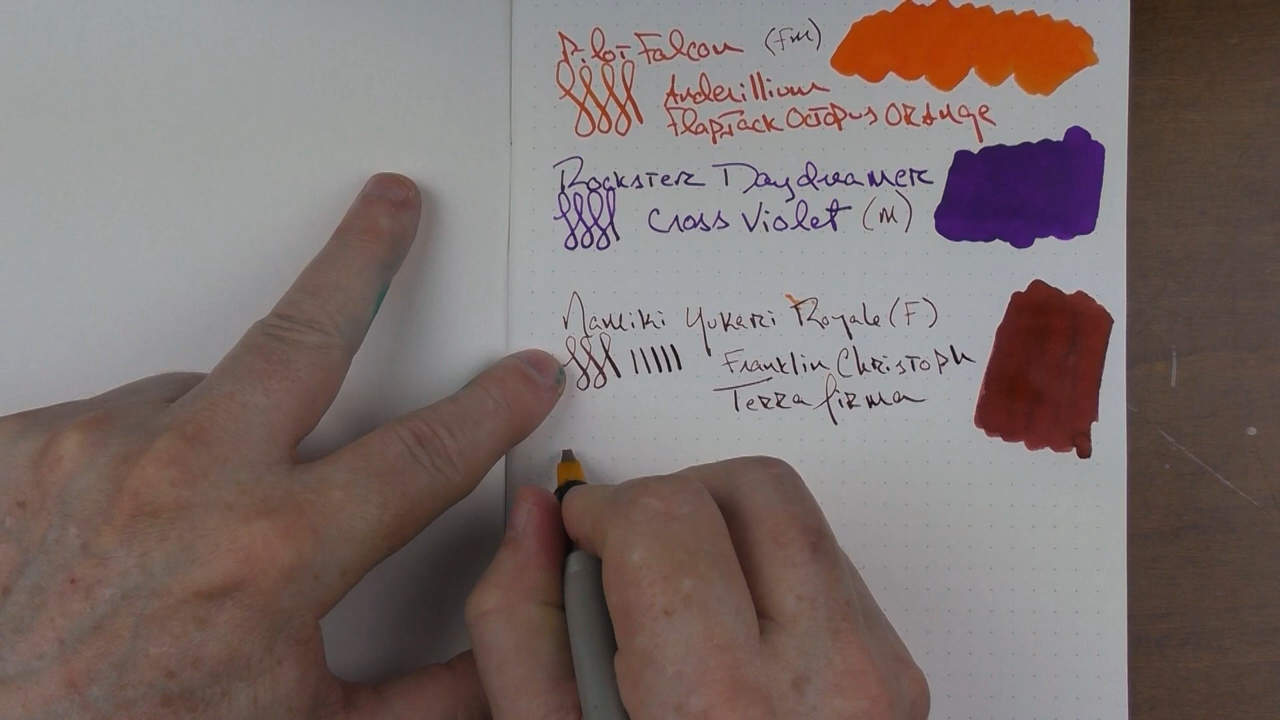 Pilot Falcon (FM)
Anderillium
Flapjack Octopus Orange
Rockster Daydreamer
Cross Violet (M)
Namiki Yukari Royale (F)
Franklin Christoph
Terra firma